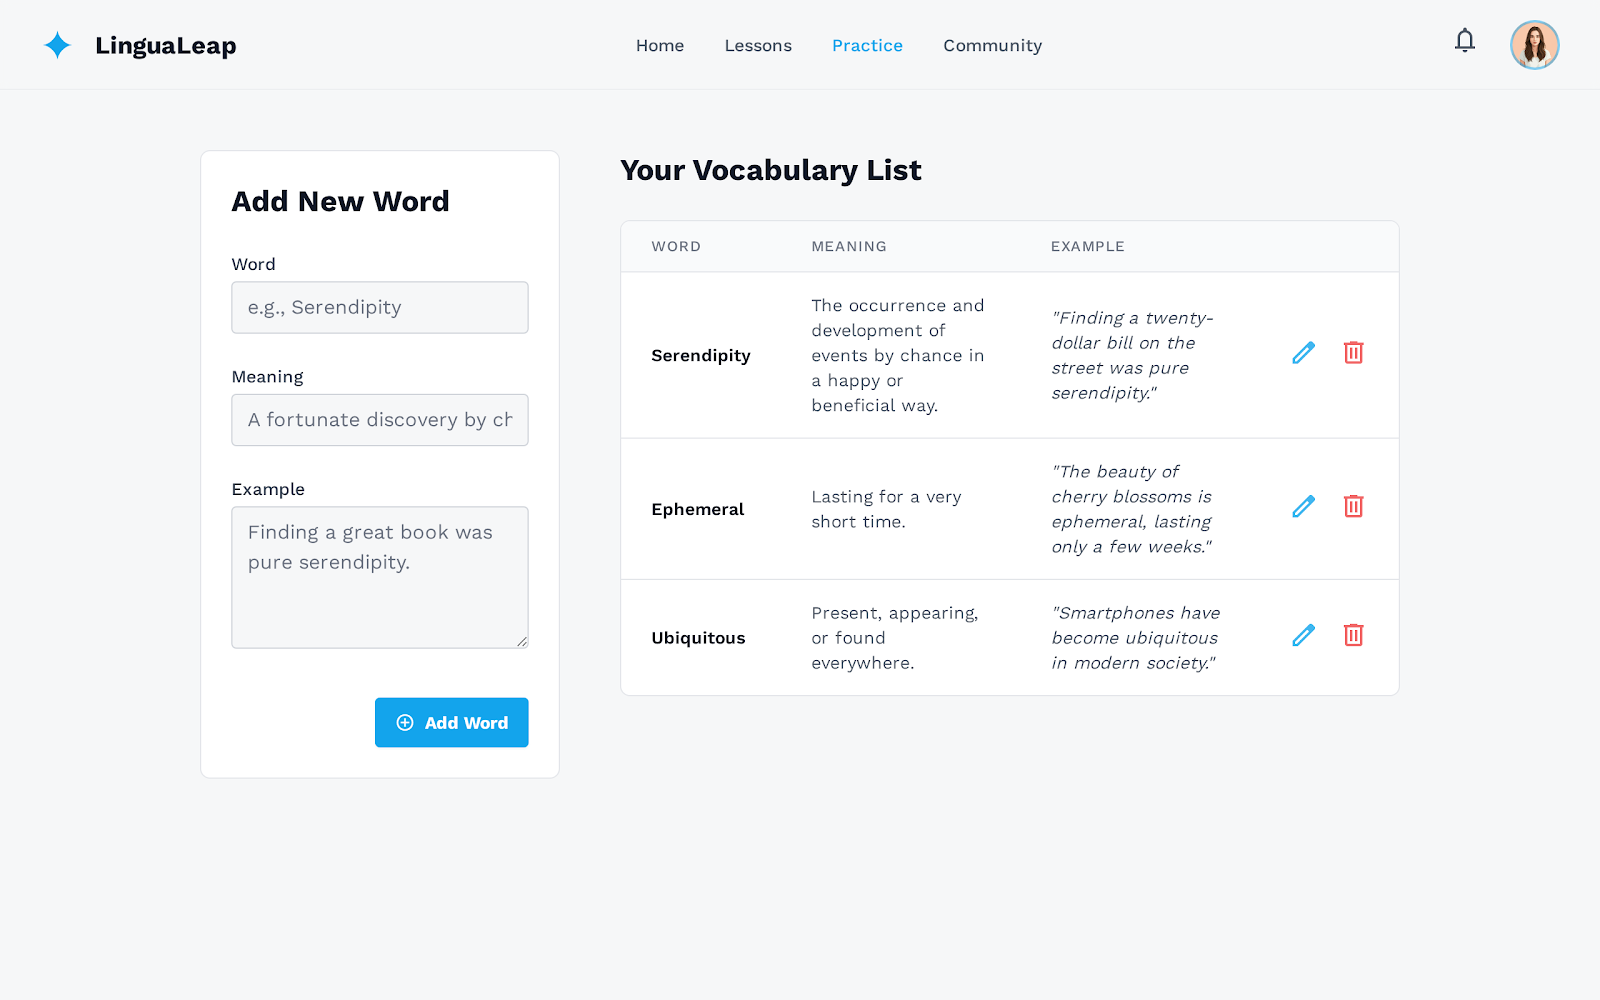 LinguaLeap
Home
Lessons
Practice
Community
Add New Word
Word
e.g., Serendipity
Meaning
A fortunate discovery by ch
Example
Finding a great book was
pure serendipity.
Add Word
Your Vocabulary List
WORD
MEANING
EXAMPLE
Serendipity
The occurrence and
development of
events by chance in
a happy or
beneficial way.
"Finding a twenty-
dollar bill on the
street was pure
serendipity."
Ephemeral
Lasting for a very
short time.
"The beauty of
cherry blossoms is
ephemeral, lasting
only a few weeks."
Ubiquitous
Present, appearing,
or found
everywhere.
"Smartphones have
become ubiquitous
in modern society."